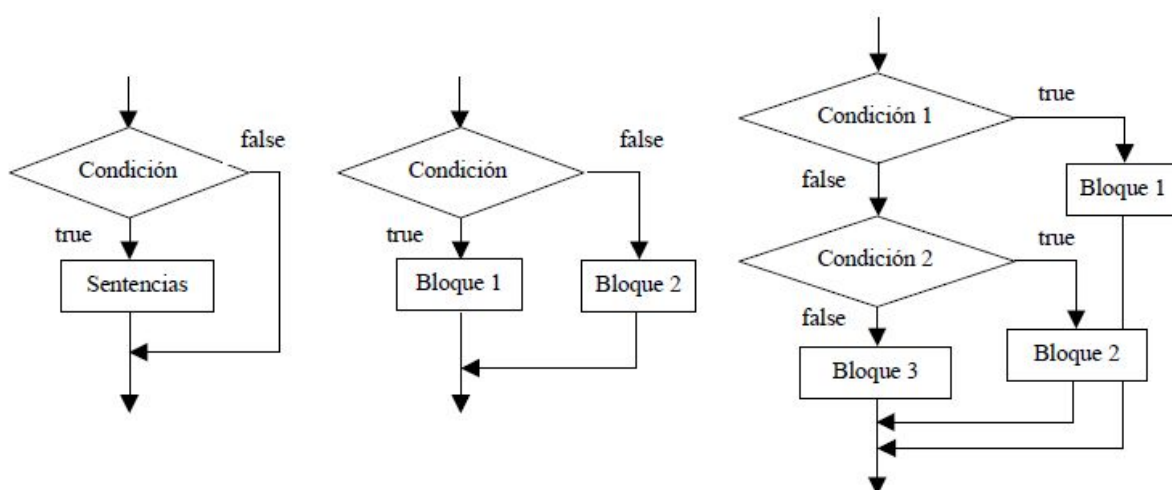 false
Condición
true
Sentencias
false
Condición
true
Bloque 1
Bloque 2
true
Condición 1
false
Bloque 1
true
Condición 2
false
Bloque 2
Bloque 3